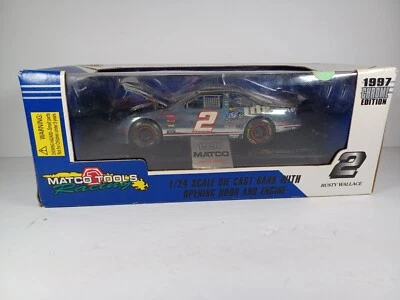 1997
CHROME
EDITION
WARNING:
2
MATCO
MATCO TOOLS
Racing
1/24 SCALE DIE CAST BANK WITH
OPENING HOOD AND ENGINE
2
RUSTY WALLACE